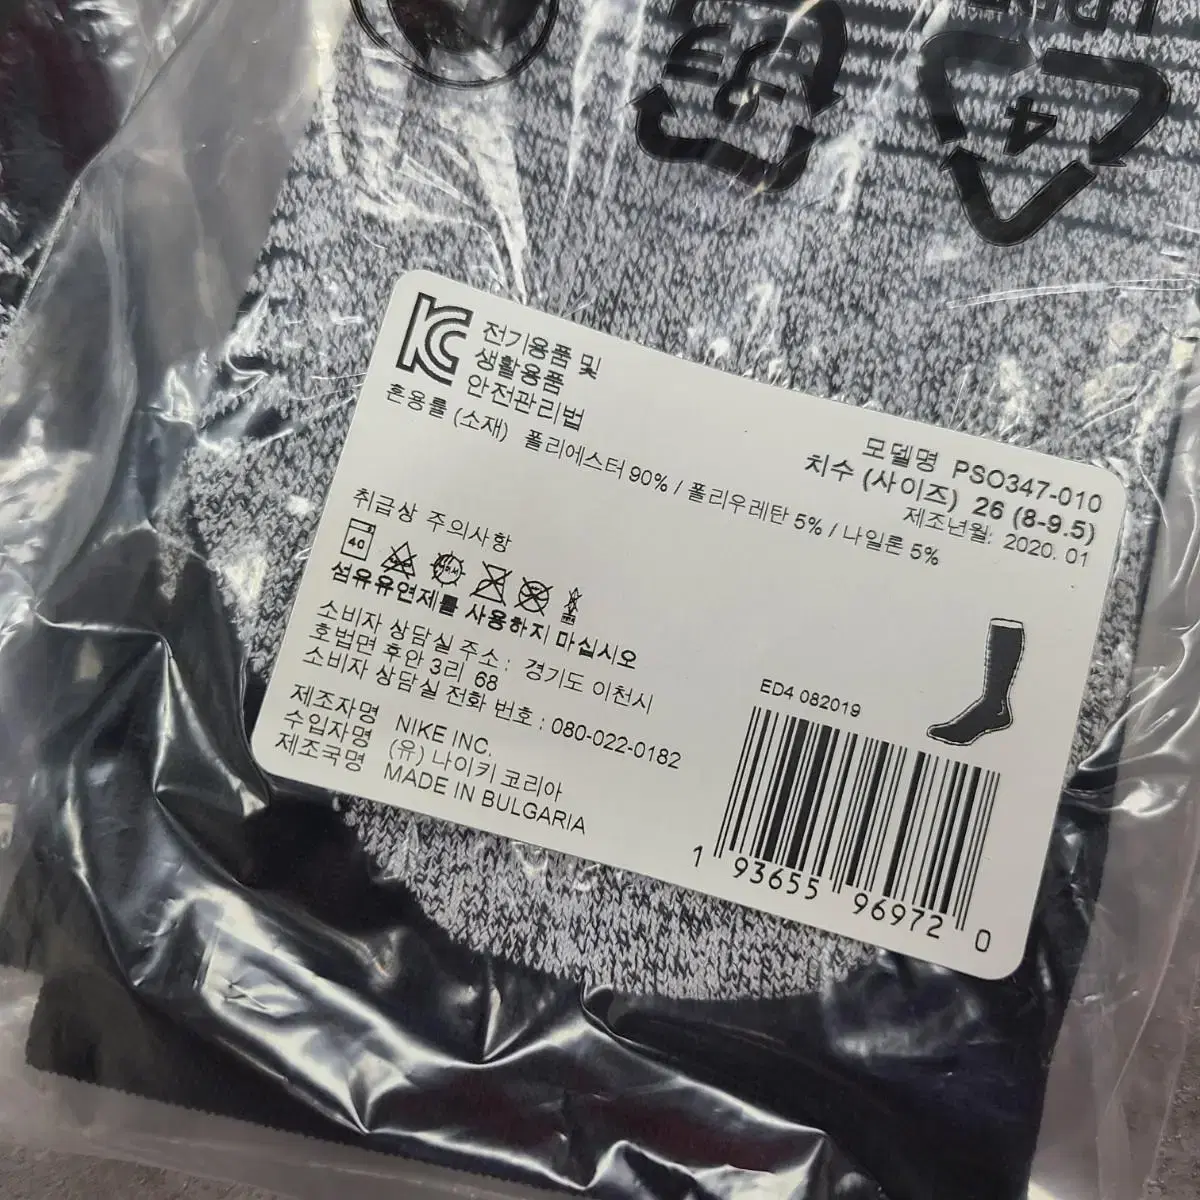 LDPE
4
KC
전기용품 및
생활용품
안전관리법
혼용률 (소재) 폴리에스터 90% / 폴리우레탄 5% / 나일론 5%
모델명 PSO347-010
치수 (사이즈) 26 (8-9.5)
제조년월: 2020. 01
취급상 주의사항
40
섬유유연제를 사용하지 마십시오
소비자 상담실 주소 : 경기도 이천시
호법면 후안 3리 68
소비자 상담실 전화 번호 : 080-022-0182
제조자명 NIKE INC.
수입자명 (유) 나이키 코리아
제조국명 MADE IN BULGARIA
ED4 082019
1 93655 96972 0